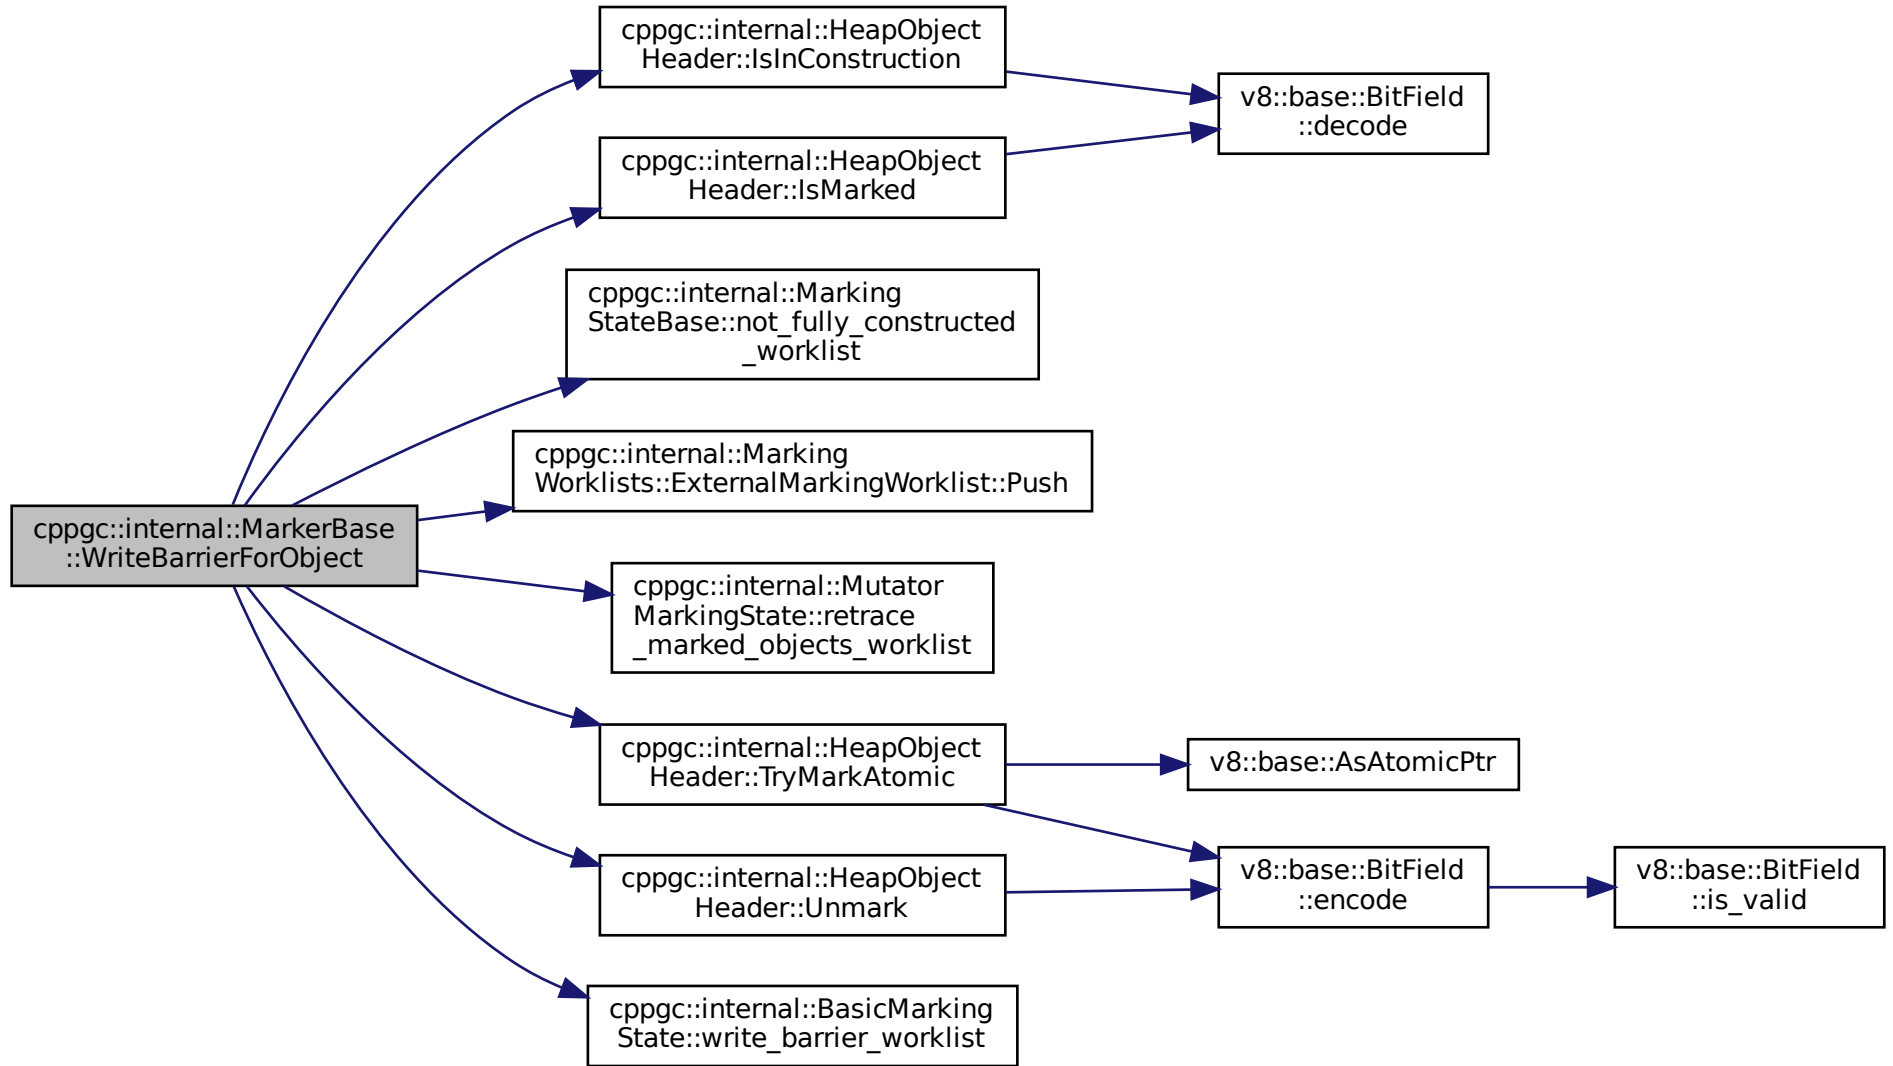 cppgc::internal::HeapObject
Header::IsInConstruction
v8::base::BitField
::decode
cppgc::internal::HeapObject
Header::IsMarked
cppgc::internal::Marking
StateBase::not_fully_constructed
_worklist
cppgc::internal::Marking
Worklists::ExternalMarkingWorklist::Push
cppgc::internal::MarkerBase
::WriteBarrierForObject
cppgc::internal::Mutator
MarkingState::retrace
_marked_objects_worklist
cppgc::internal::HeapObject
Header::TryMarkAtomic
v8::base::AsAtomicPtr
cppgc::internal::HeapObject
Header::Unmark
v8::base::BitField
::encode
v8::base::BitField
::is_valid
cppgc::internal::BasicMarking
State::write_barrier_worklist